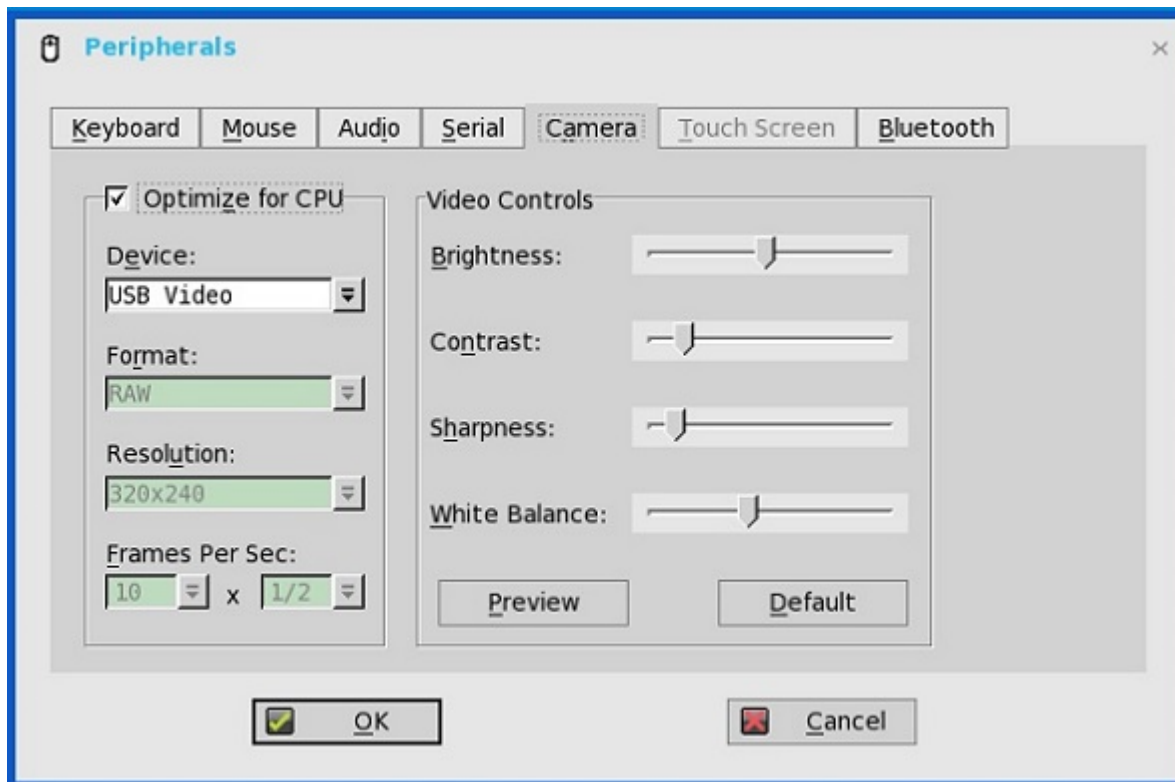 Peripherals
Keyboard Mouse Audio Serial Camera Touch Screen Bluetooth
Optimize for CPU
Device:
USB Video
Format:
RAW
Resolution:
320x240
Frames Per Sec:
10 x 1/2
Video Controls
Brightness:
Contrast:
Sharpness:
White Balance:
Preview Default
OK Cancel